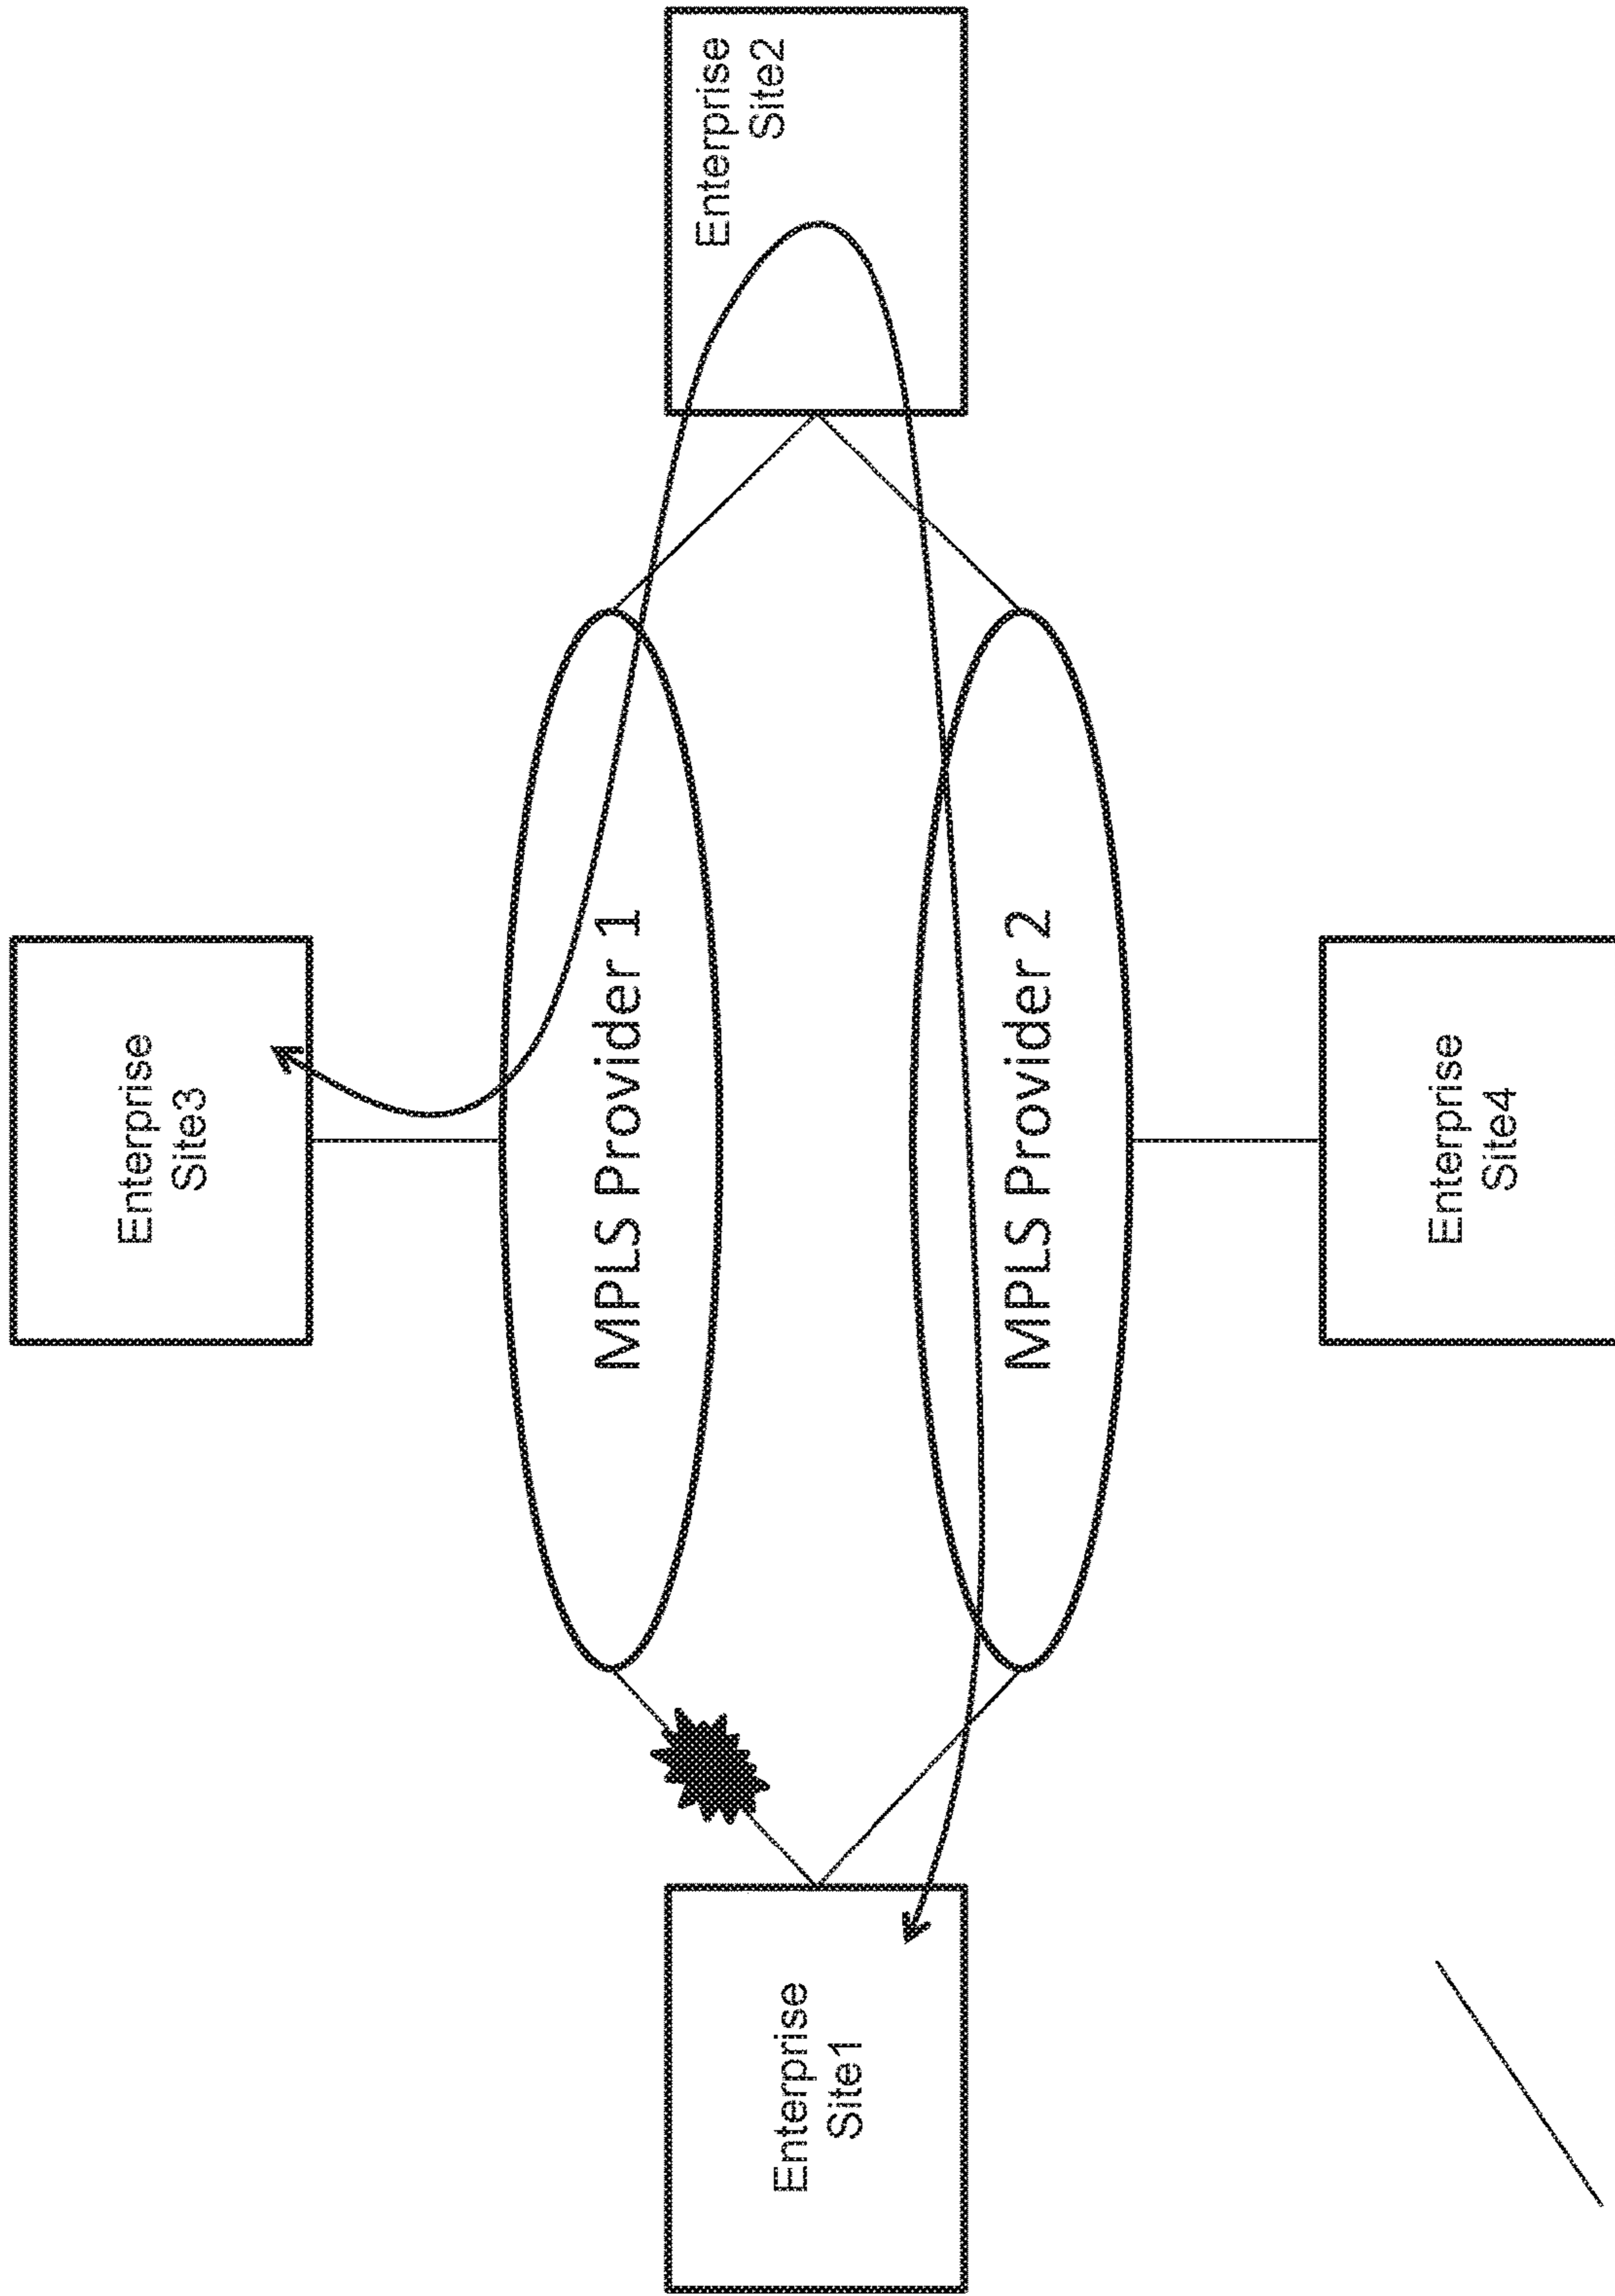 Enterprise
Site3
Enterprise
Site2
MPLS Provider 1
MPLS Provider 2
Enterprise
Site1
Enterprise
Site4